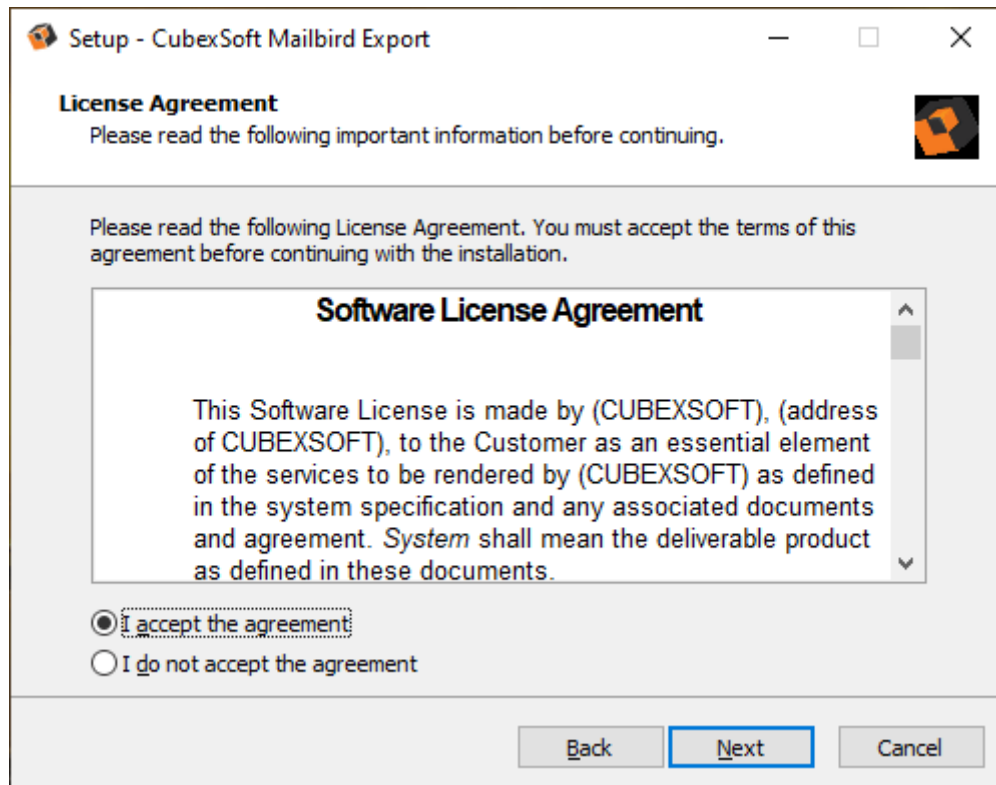 Setup - CubexSoft Mailbird Export
License Agreement
Please read the following important information before continuing.
Please read the following License Agreement. You must accept the terms of this
agreement before continuing with the installation.
Software License Agreement
This Software License is made by (CUBEXSOFT), (address
of CUBEXSOFT), to the Customer as an essential element
of the services to be rendered by (CUBEXSOFT) as defined
in the system specification and any associated documents
and agreement. System shall mean the deliverable product
as defined in these documents.
I accept the agreement
I do not accept the agreement
Back Next Cancel